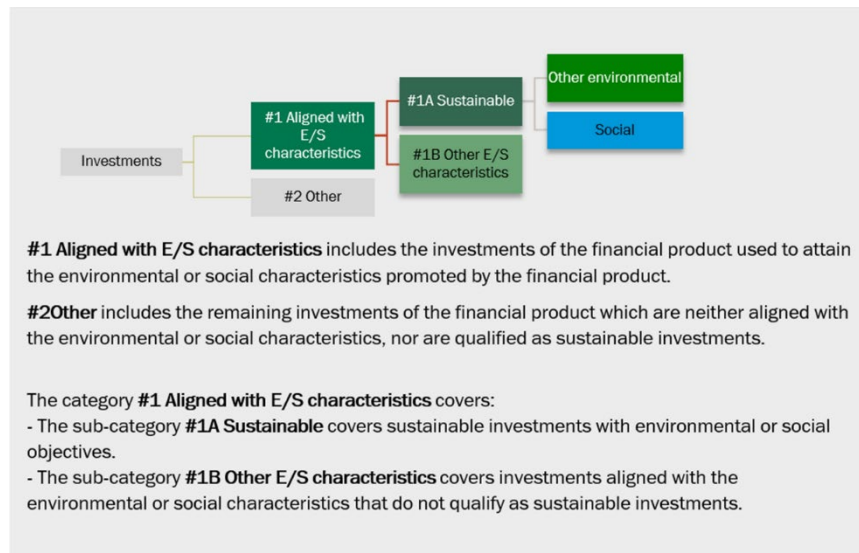 Other environmental
#1A Sustainable
#1 Aligned with
E/S
characteristics
Social
#1B Other E/S
characteristics
Investments
#2 Other
#1 Aligned with E/S characteristics includes the investments of the financial product used to attain
the environmental or social characteristics promoted by the financial product.
#2Other includes the remaining investments of the financial product which are neither aligned with
the environmental or social characteristics, nor are qualified as sustainable investments.
The category #1 Aligned with E/S characteristics covers:
- The sub-category #1A Sustainable covers sustainable investments with environmental or social
objectives.
- The sub-category #1B Other E/S characteristics covers investments aligned with the
environmental or social characteristics that do not qualify as sustainable investments.